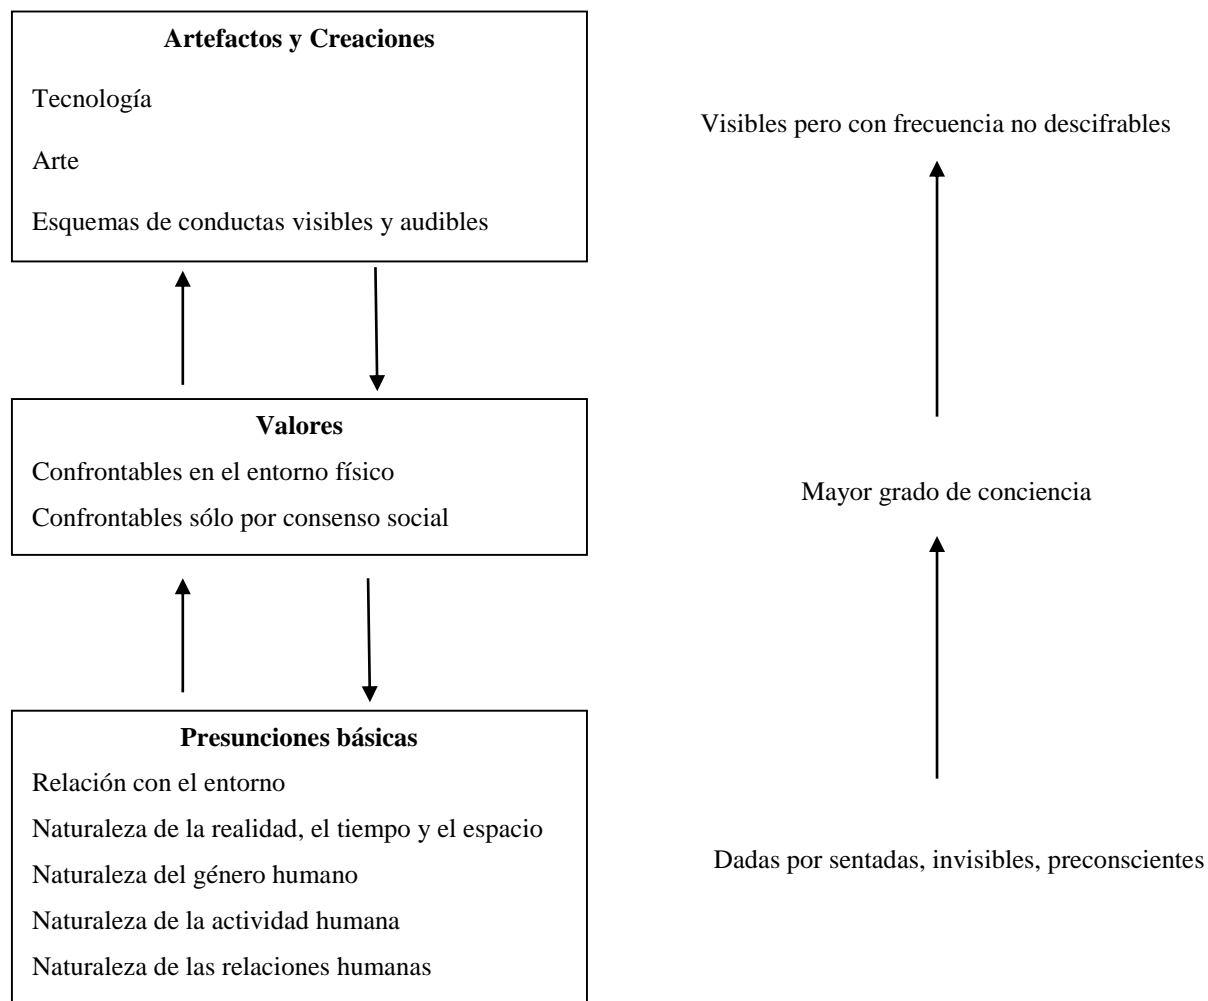 Artefactos y Creaciones
Tecnología
Arte
Esquemas de conductas visibles y audibles
Visibles pero con frecuencia no descifrables
Valores
Confrontables en el entorno físico
Confrontables sólo por consenso social
Mayor grado de conciencia
Presunciones básicas
Relación con el entorno
Naturaleza de la realidad, el tiempo y el espacio
Naturaleza del género humano
Naturaleza de la actividad humana
Naturaleza de las relaciones humanas
Dadas por sentadas, invisibles, preconscientes